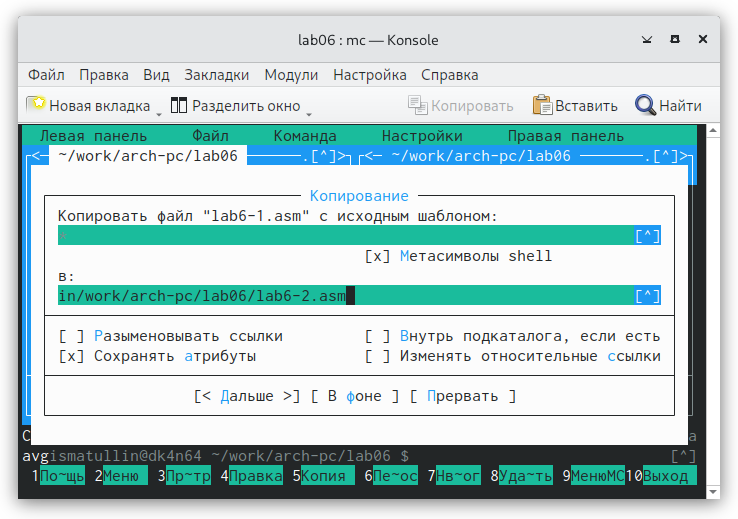 lab06 : mc — Konsole
Файл Правка Вид Закладки Модули Настройка Справка
Новая вкладка Разделить окно Копировать Вставить Найти
Левая панель Файл Команда Настройки Правая панель
<─ ~/work/arch-pc/lab06 ───── .[^]> <─ ~/work/arch-pc/lab06 ───── .[^]>
Копирование
Копировать файл "lab6-1.asm" с исходным шаблоном:
* [^]
[x] Метасимволы shell
в:
in/work/arch-pc/lab06/lab6-2.asm [^]
[ ] Разыменовывать ссылки [ ] Внутрь подкаталога, если есть
[x] Сохранять атрибуты [ ] Изменять относительные ссылки
[< Дальше >] [ В фоне ] [ Прервать ]
С а
avgismatullin@dk4n64 ~/work/arch-pc/lab06 $ [^]
1По~щь 2Меню 3Пр~тр 4Правка 5Копия 6Пе~ос 7Нв~ог 8Уда~ть 9МенюМС 10Выход